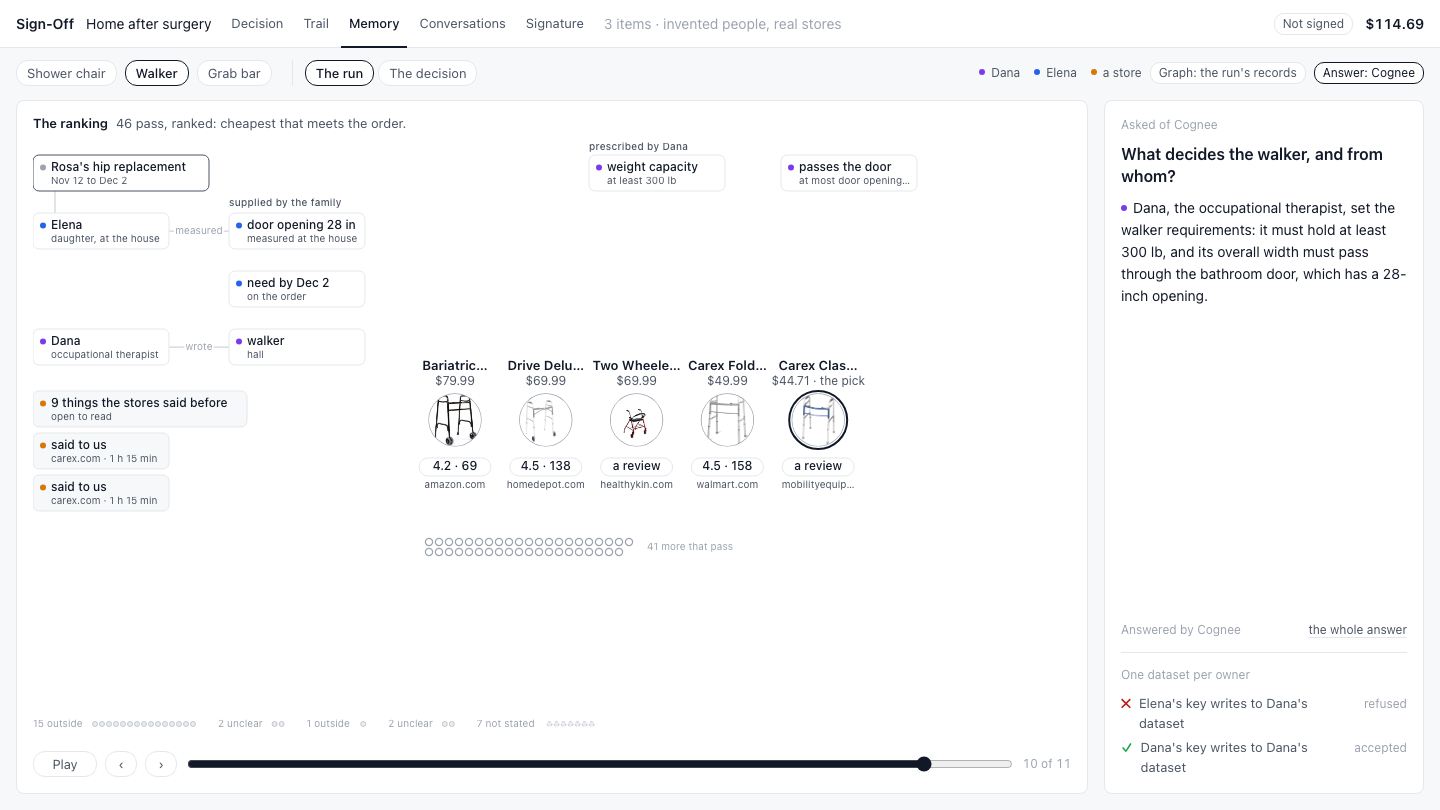 Sign-Off Home after surgery Decision Trail Memory Conversations Signature 3 items · invented people, real stores Not signed $114.69
Shower chair Walker Grab bar The run The decision Dana Elena a store Graph: the run's records Answer: Cognee
The ranking 46 pass, ranked: cheapest that meets the order.
prescribed by Dana
Rosa's hip replacement
Nov 12 to Dec 2
weight capacity
at least 300 lb
passes the door
at most door opening...
supplied by the family
Elena
daughter, at the house
measured
door opening 28 in
measured at the house
need by Dec 2
on the order
Dana
occupational therapist
wrote
walker
hall
9 things the stores said before
open to read
said to us
carex.com · 1 h 15 min
said to us
carex.com · 1 h 15 min
Bariatric... Drive Delu... Two Wheele... Carex Fold... Carex Clas...
$79.99 $69.99 $69.99 $49.99 $44.71 · the pick
4.2 · 69 4.5 · 138 a review 4.5 · 158 a review
amazon.com homedepot.com healthykin.com walmart.com mobilityequip...
41 more that pass
15 outside 2 unclear 1 outside 2 unclear 7 not stated
Play ‹ › 10 of 11
Asked of Cognee
What decides the walker, and from
whom?
Dana, the occupational therapist, set the
walker requirements: it must hold at least
300 lb, and its overall width must pass
through the bathroom door, which has a 28-
inch opening.
Answered by Cognee the whole answer
One dataset per owner
Elena's key writes to Dana's refused
dataset
Dana's key writes to Dana's accepted
dataset